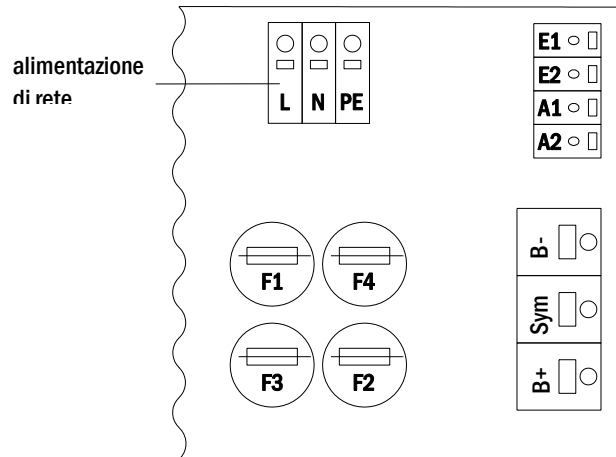 alimentazione
di rete
L N PE
E1
E2
A1
A2
F1 F4
F3 F2
B-
Sym
B+